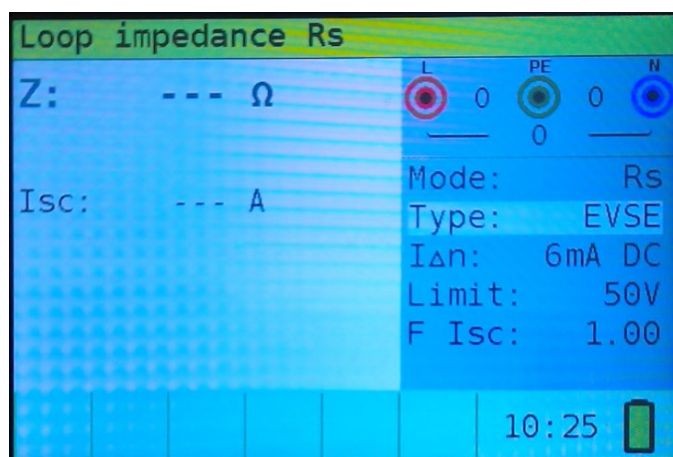 Loop impedance Rs
Z: --- Ω
Isc: --- A
L PE N
0 0
0
Mode: Rs
Type: EVSE
I△n: 6mA DC
Limit: 50V
F Isc: 1.00
10:25